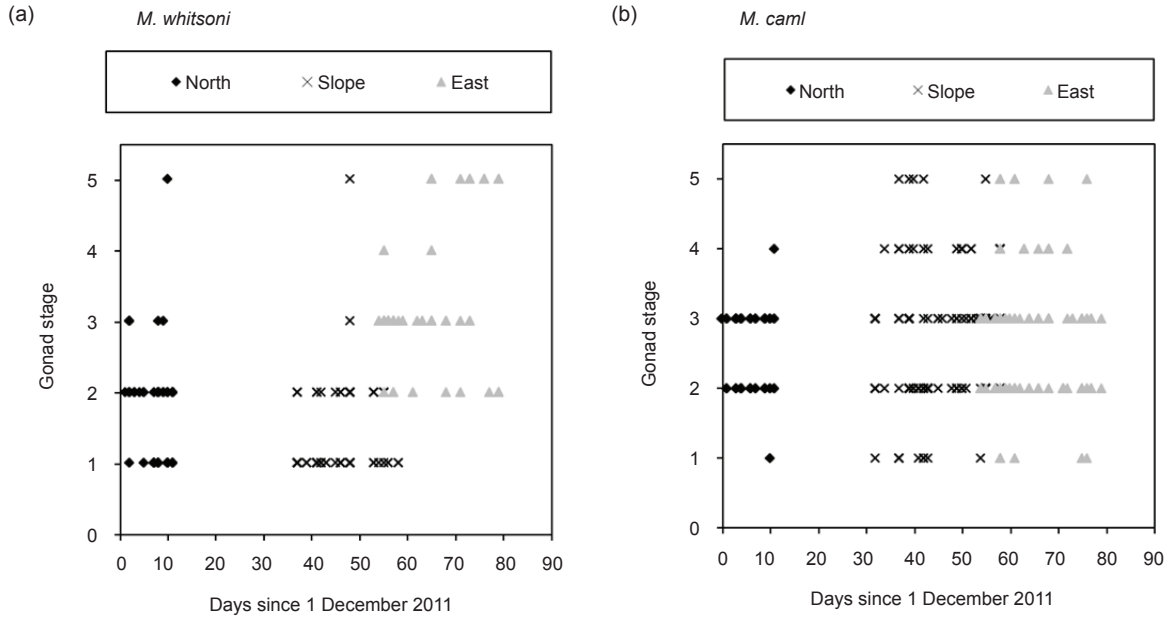 (a) M. whitsoni
North Slope East
5
4
3
2
1
0
Gonad stage
0 10 20 30 40 50 60 70 80 90
Days since 1 December 2011
(b) M. caml
North Slope East
5
4
3
2
1
0
Gonad stage
0 10 20 30 40 50 60 70 80 90
Days since 1 December 2011